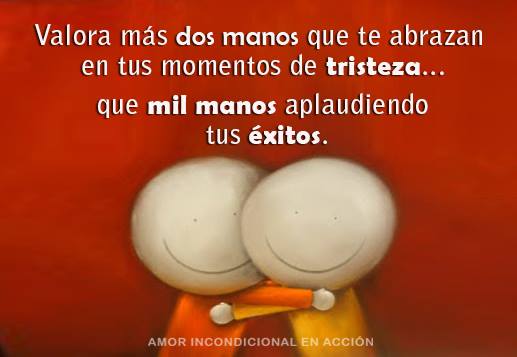 Valora más dos manos que te abrazan
en tus momentos de tristeza...
que mil manos aplaudiendo
tus éxitos.
AMOR INCONDICIONAL EN ACCIÓN